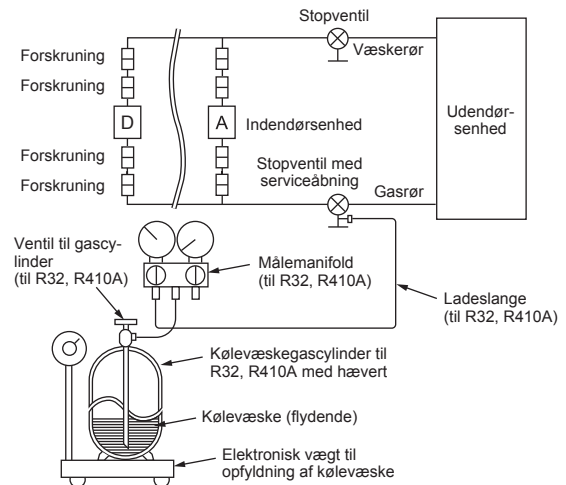 Stopventil
Forskruning
Væskerør
Forskruning
Udendør-
senhed
D
A
Indendørsenhed
Forskruning
Stopventil med
serviceåbning
Forskruning
Gasrør
Ventil til gascy-
linder
(til R32, R410A)
Målemanifold
(til R32, R410A)
Ladeslange
(til R32, R410A)
Kølevæskegascylinder til
R32, R410A med hævert
Kølevæske (flydende)
Elektronisk vægt til
opfyldning af kølevæske